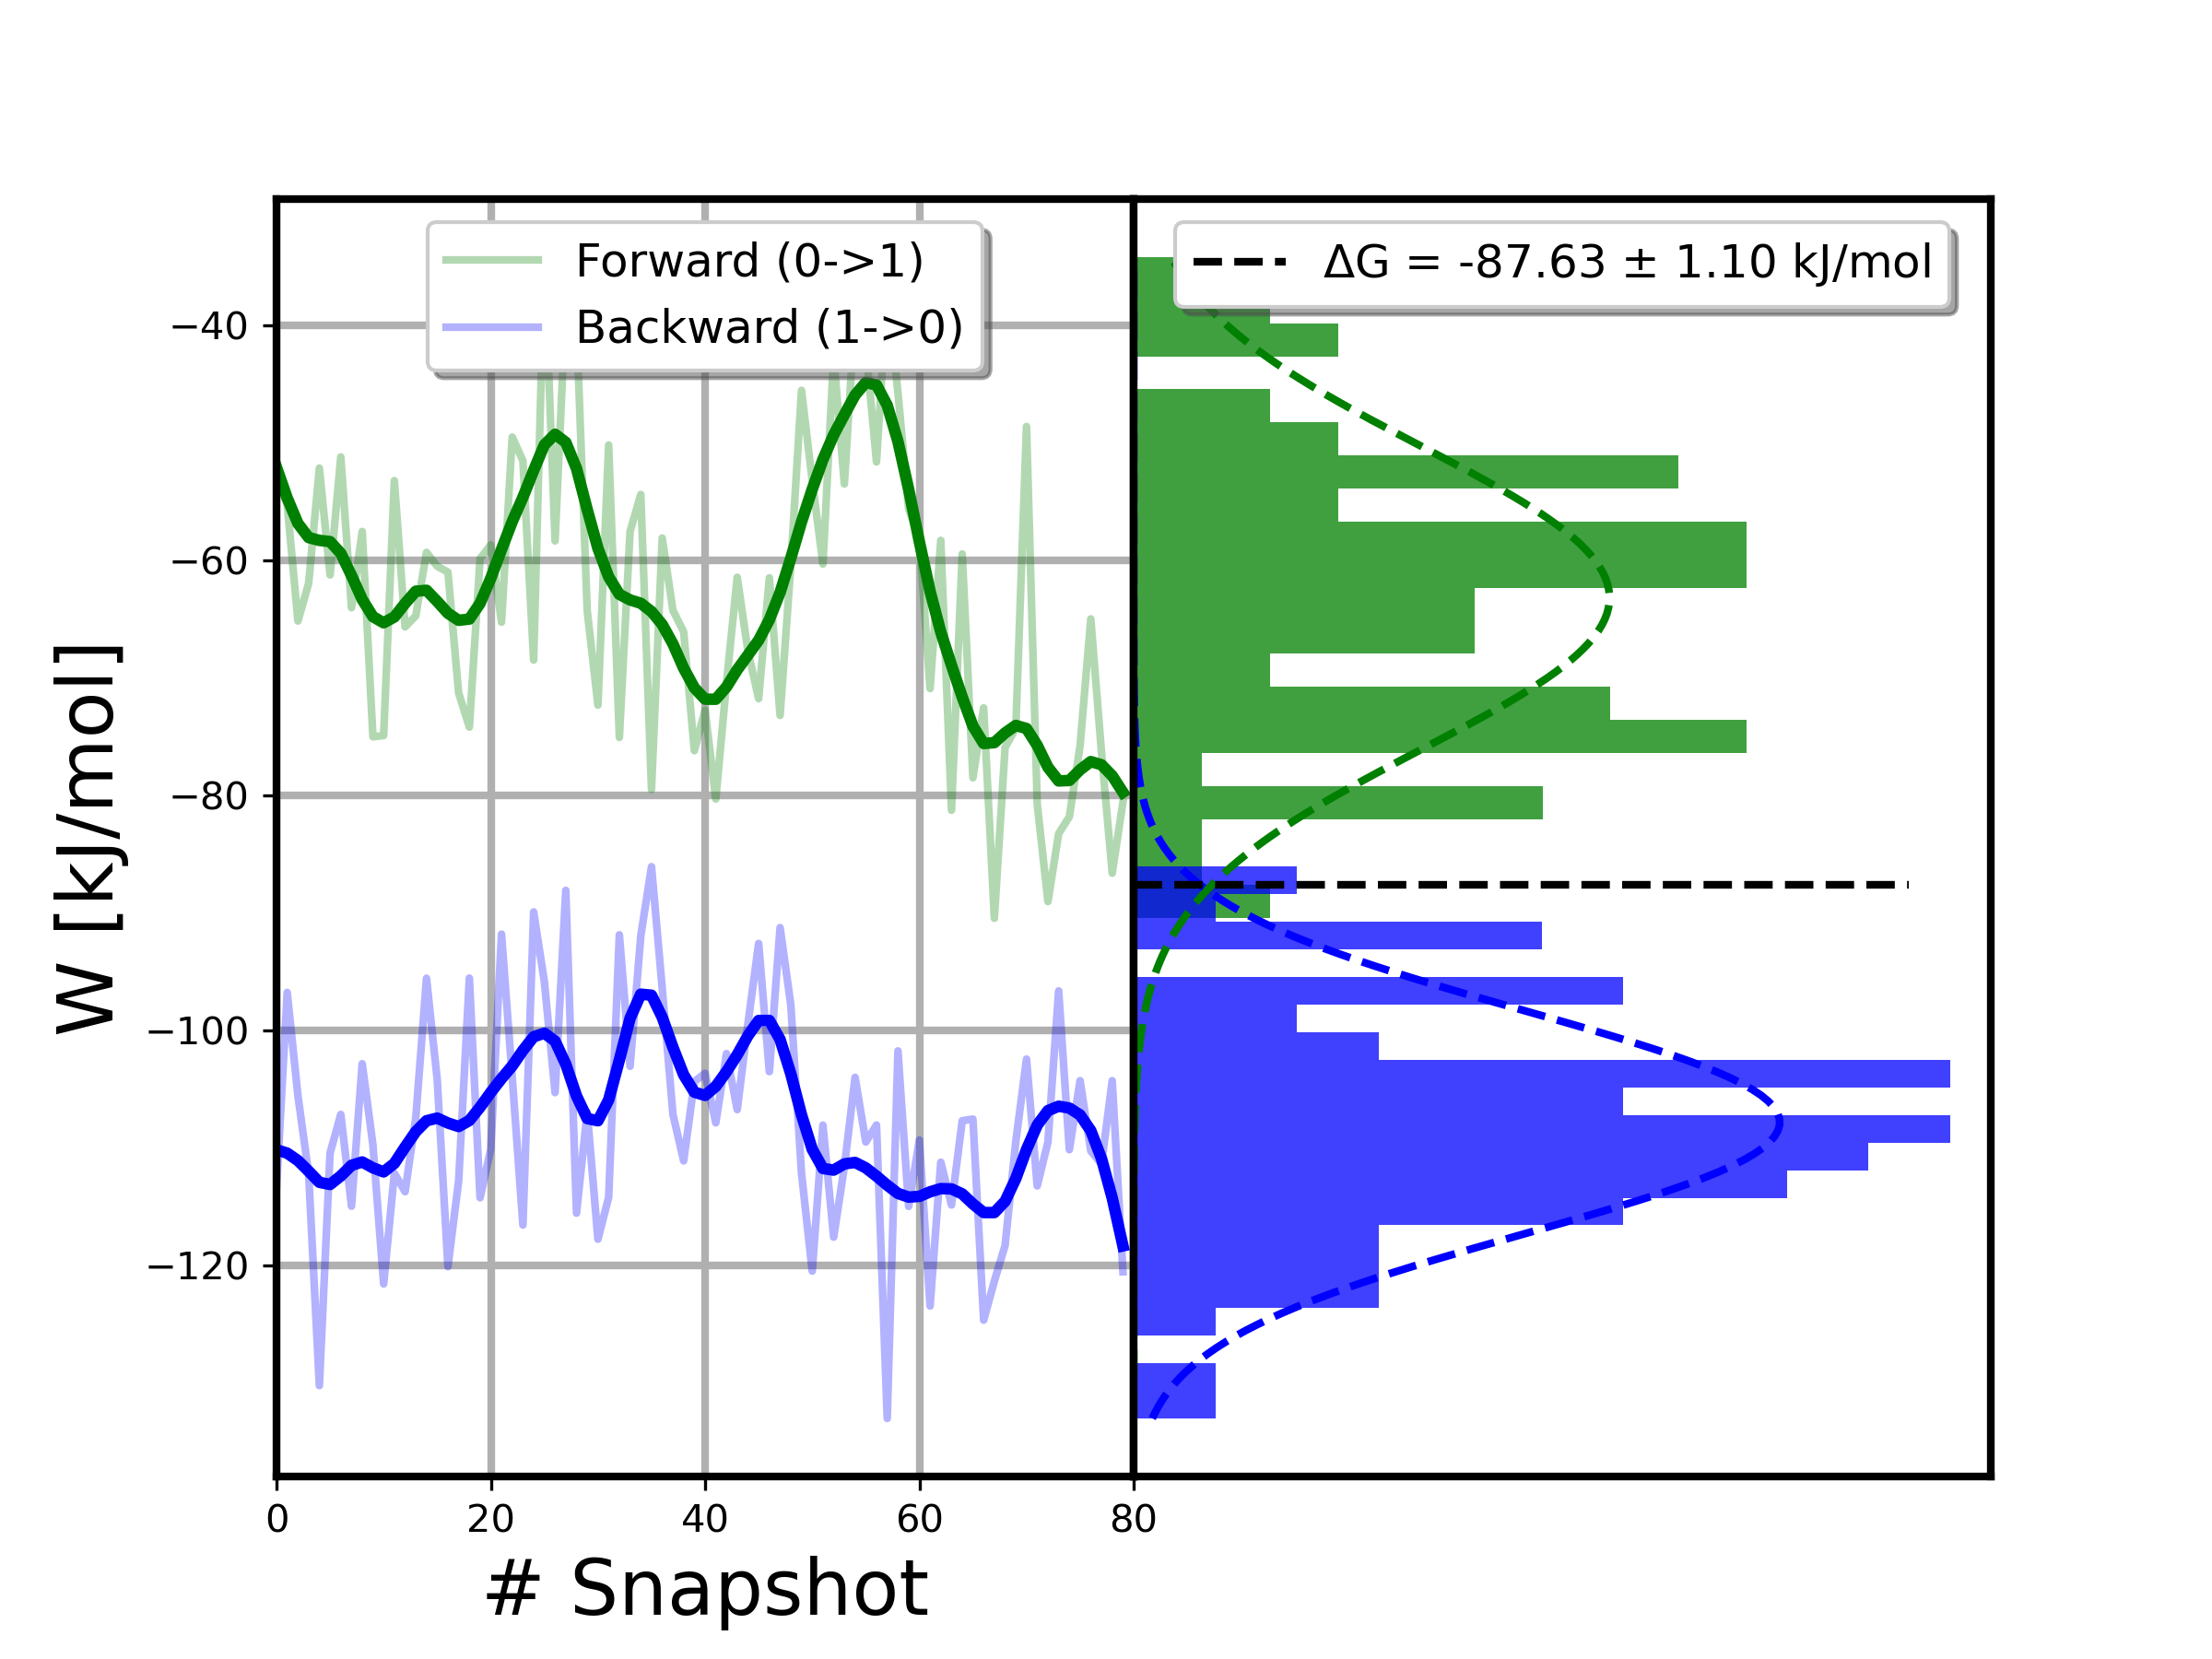 Forward (0->1)
Backward (1->0)
ΔG = -87.63 ± 1.10 kJ/mol
−40
−60
−80
−100
−120
W [kJ/mol]
0 20 40 60 80
# Snapshot